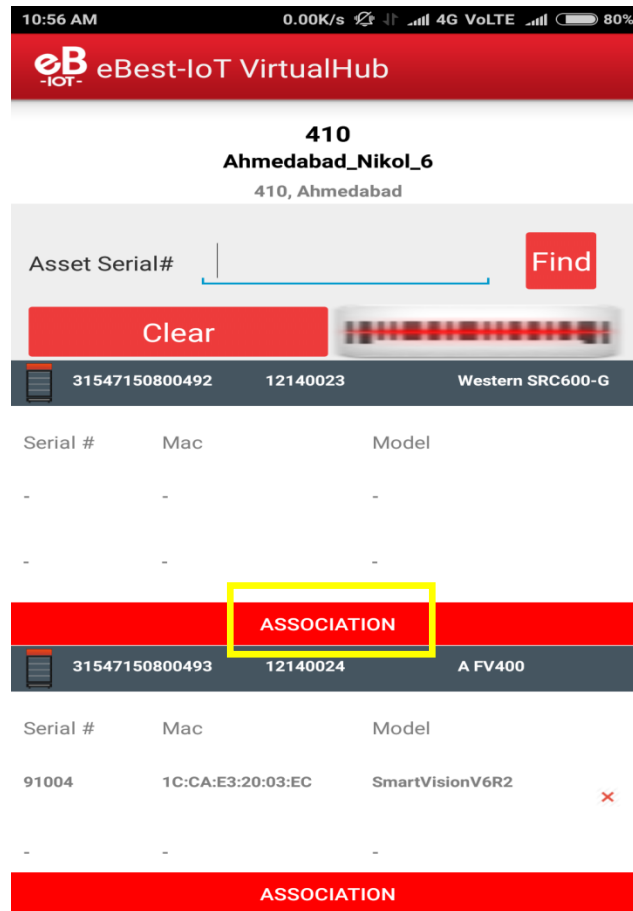 10:56 AM 0.00K/s 4G VoLTE 80%
eB -IOT- eBest-IoT VirtualHub
410
Ahmedabad_Nikol_6
410, Ahmedabad
Asset Serial# Find
Clear
31547150800492 12140023 Western SRC600-G
Serial # Mac Model
- - -
- - -
ASSOCIATION
31547150800493 12140024 A FV400
Serial # Mac Model
91004 1C:CA:E3:20:03:EC SmartVisionV6R2 ×
- - -
ASSOCIATION